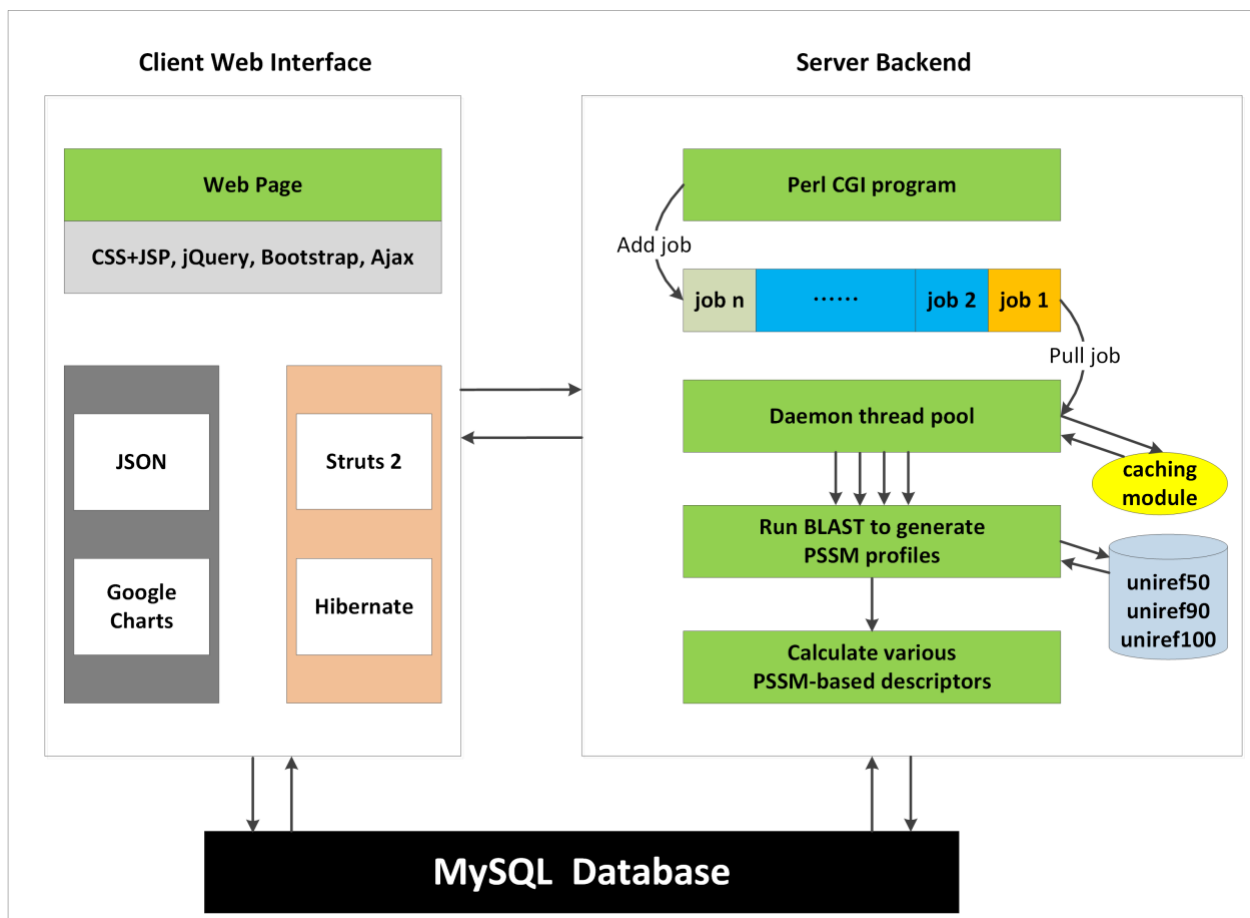 Client Web Interface
Server Backend
Web Page
CSS+JSP, jQuery, Bootstrap, Ajax
JSON
Google
Charts
Struts 2
Hibernate
Perl CGI program
Add job
job n
......
job 2
job 1
Pull job
Daemon thread pool
caching
module
Run BLAST to generate
PSSM profiles
uniref50
uniref90
uniref100
Calculate various
PSSM-based descriptors
MySQL Database